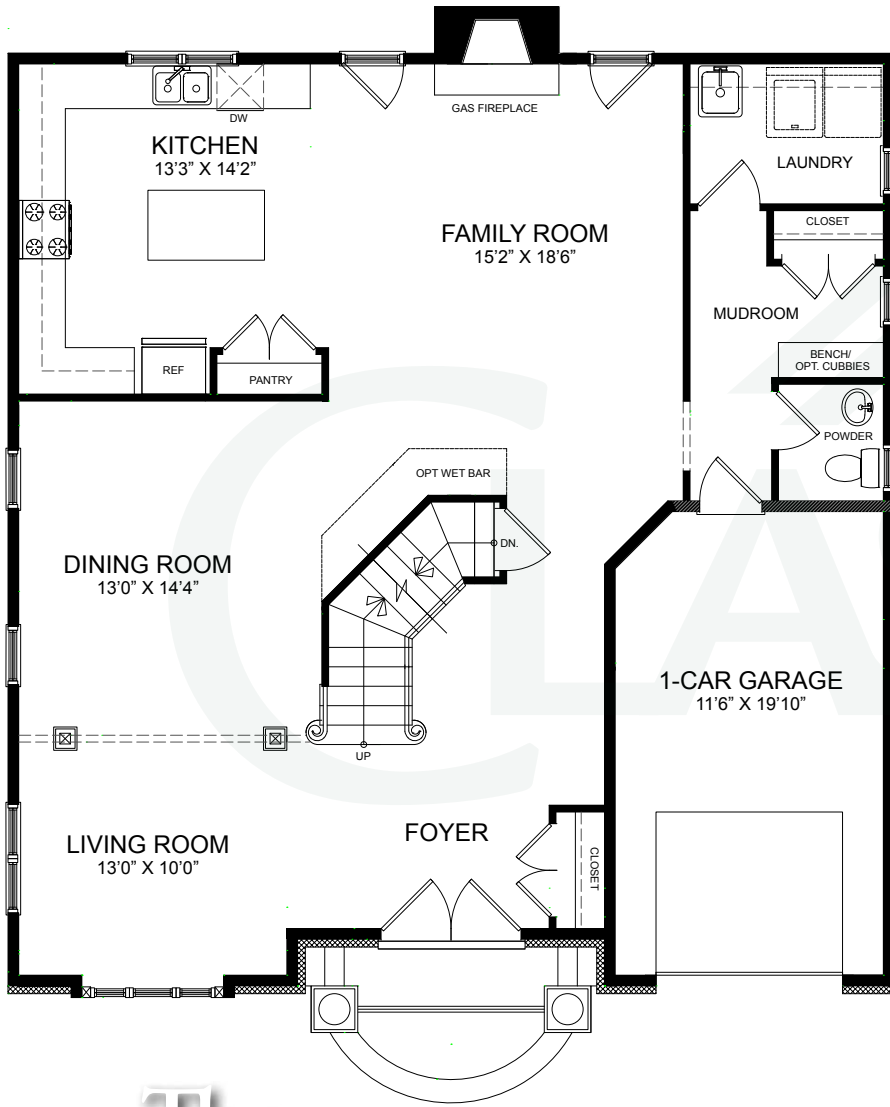 GAS FIREPLACE
DW
KITCHEN
13'3” X 14'2”
LAUNDRY
CLOSET
FAMILY ROOM
15'2” X 18'6”
MUDROOM
BENCH/
OPT. CUBBIES
REF
PANTRY
POWDER
OPT WET BAR
DN.
DINING ROOM
13'0” X 14'4”
1-CAR GARAGE
11'6” X 19'10”
UP
LIVING ROOM
13'0” X 10'0”
FOYER
CLOSET